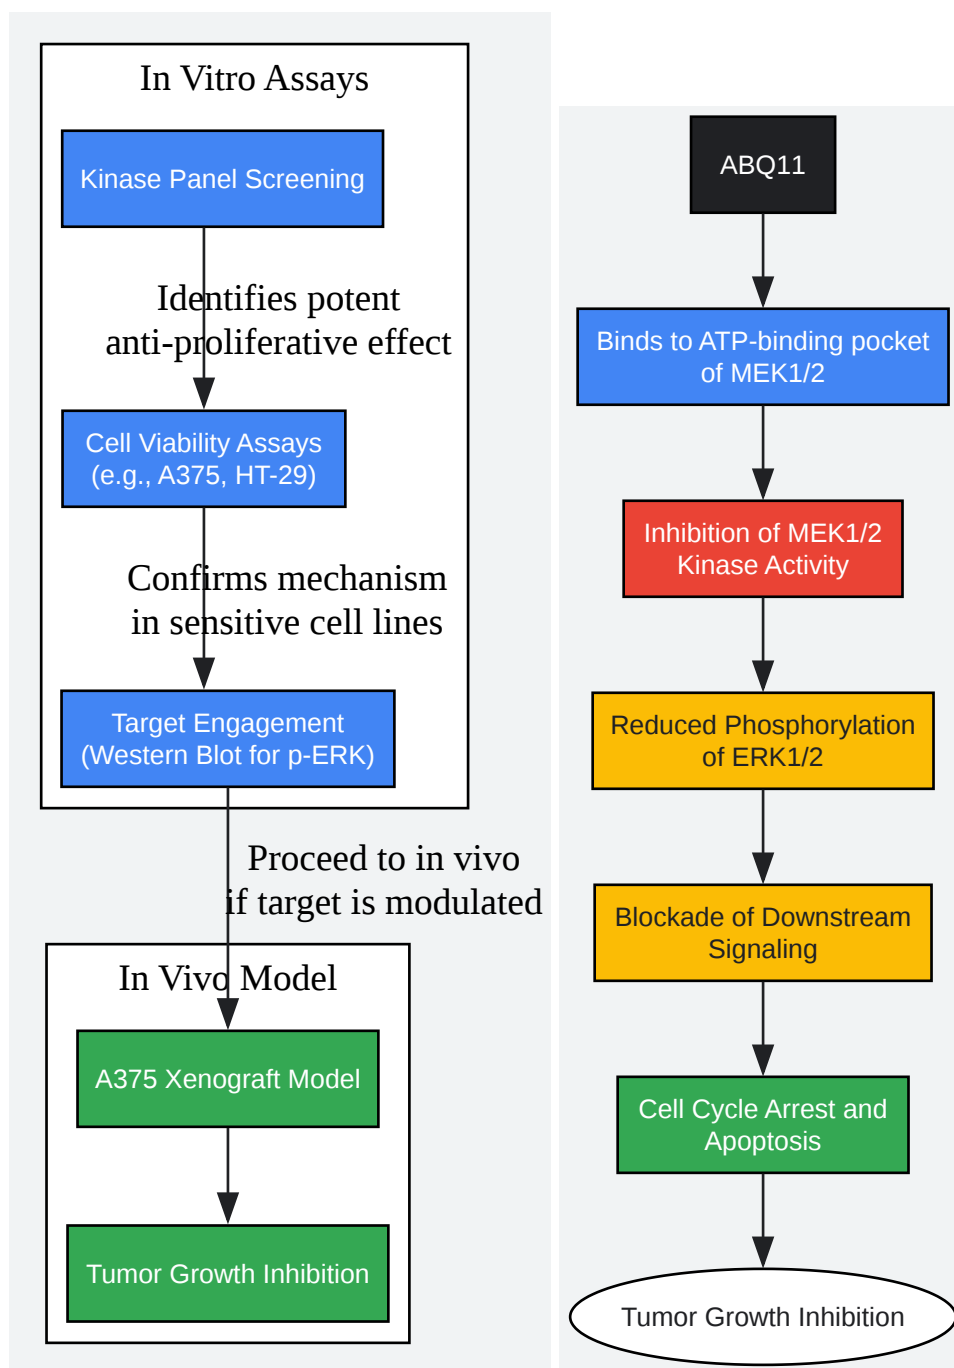 In Vitro Assays
Kinase Panel Screening
Identifies potent
anti-proliferative effect
Cell Viability Assays
(e.g., A375, HT-29)
Confirms mechanism
in sensitive cell lines
Target Engagement
(Western Blot for p-ERK)
Proceed to in vivo
if target is modulated
In Vivo Model
A375 Xenograft Model
Tumor Growth Inhibition
ABQ11
Binds to ATP-binding pocket
of MEK1/2
Inhibition of MEK1/2
Kinase Activity
Reduced Phosphorylation
of ERK1/2
Blockade of Downstream
Signaling
Cell Cycle Arrest and
Apoptosis
Tumor Growth Inhibition